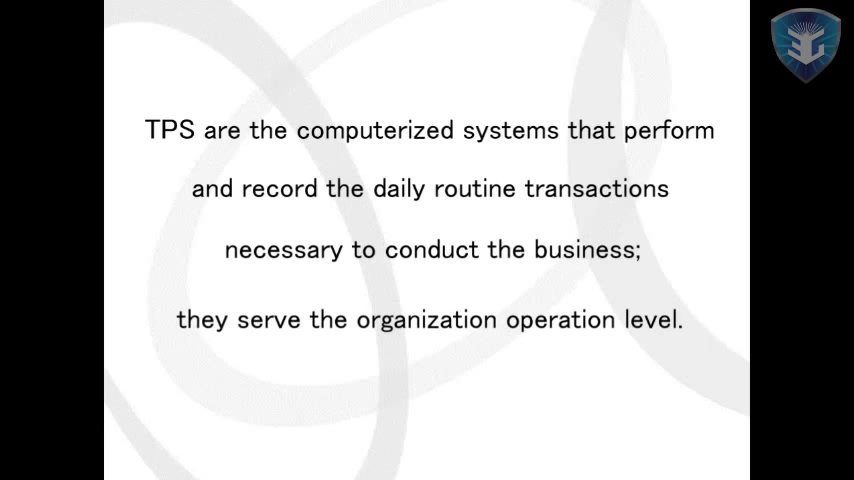 TPS are the computerized systems that perform
and record the daily routine transactions
necessary to conduct the business;
they serve the organization operation level.